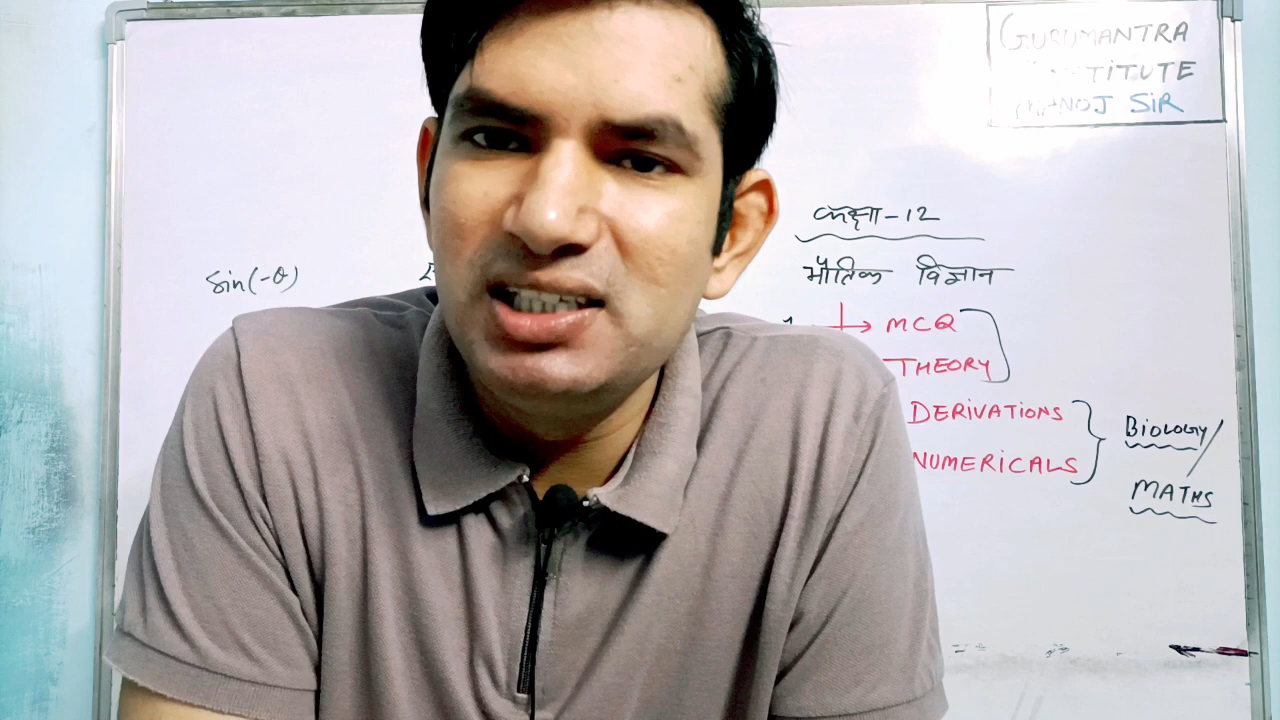 GURUMANTRA
INSTITUTE
MANOJ SIR
कक्षा-12
भौतिक विज्ञान
sin(-θ)
MCQ
THEORY
DERIVATIONS
NUMERICALS
BIOLOGY/
MATHS